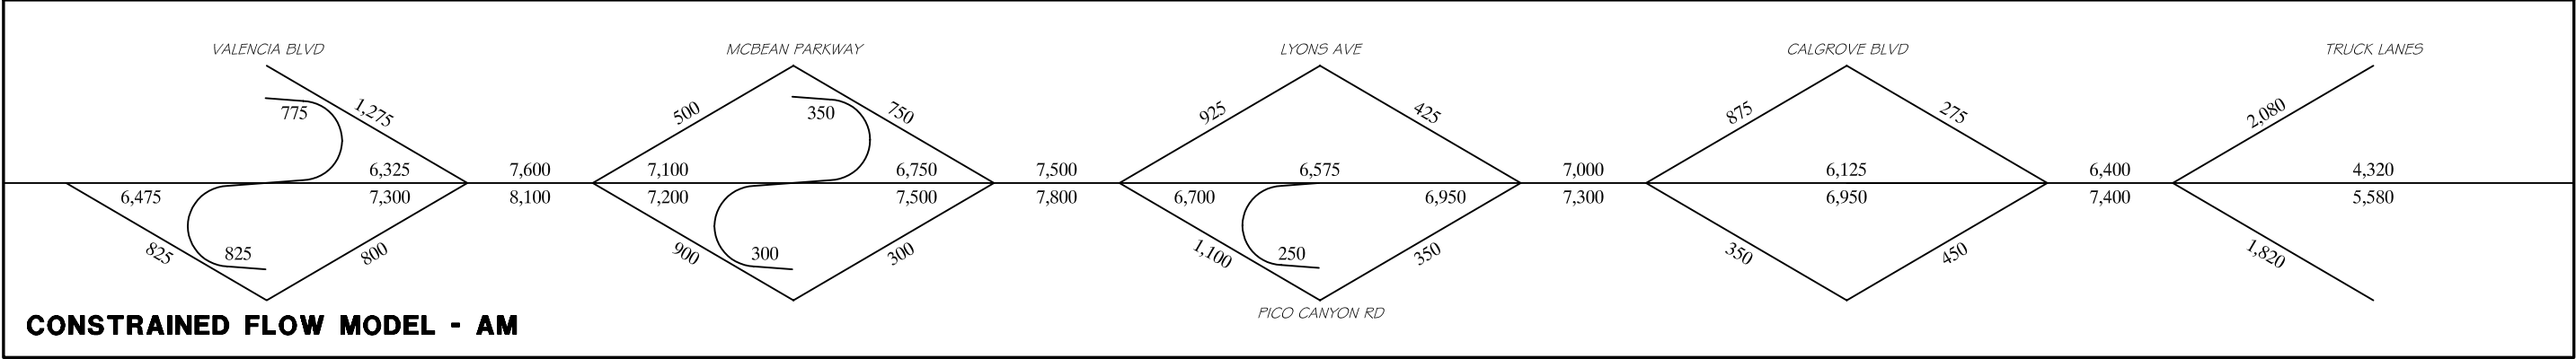 VALENCIA BLVD MCBEAN PARKWAY LYONS AVE CALGROVE BLVD TRUCK LANES
775 1,275 500 350 750 925 425 875 275 2,080
6,325 7,600 7,100 6,750 7,500 6,575 7,000 6,125 6,400 4,320
6,475 7,300 8,100 7,200 7,500 7,800 6,700 6,950 7,300 6,950 7,400 5,580
825 825 800 900 300 300 1,100 250 350 350 450 1,820
PICO CANYON RD
CONSTRAINED FLOW MODEL - AM